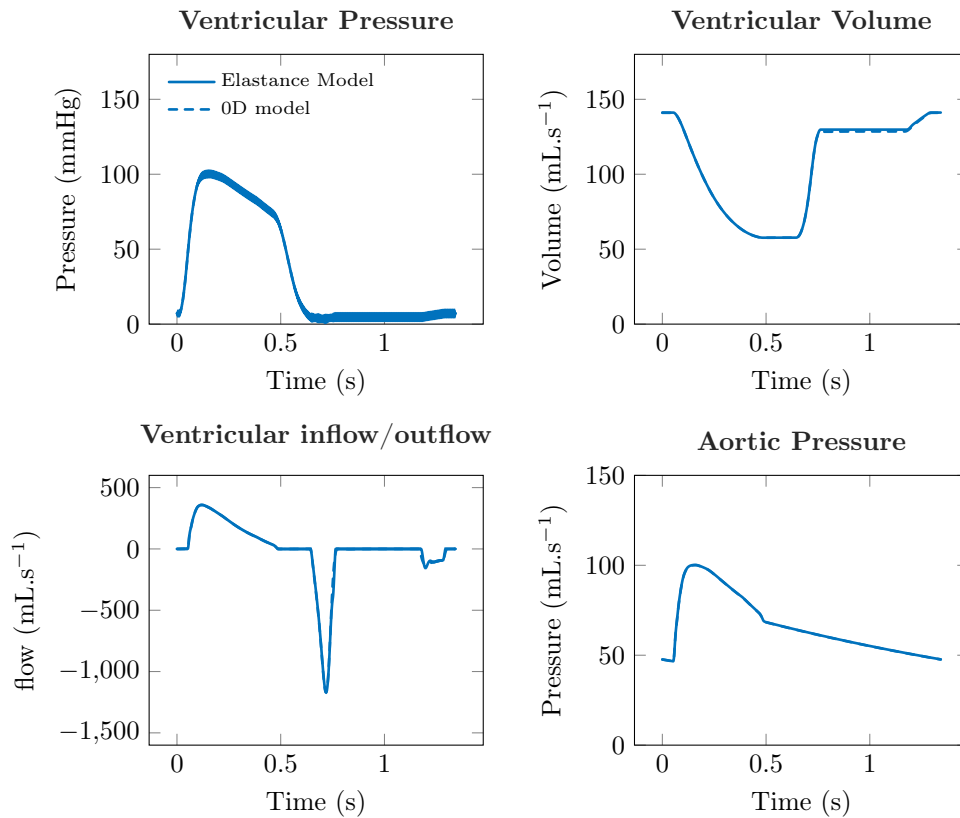 Ventricular Pressure
Pressure (mmHg)
150
100
50
0
Elastance Model
0D model
0
0.5
1
Time (s)
Ventricular Volume
Volume (mL.s⁻¹)
150
100
50
0
0
0.5
1
Time (s)
Ventricular inflow/outflow
flow (mL.s⁻¹)
500
0
−500
−1,000
−1,500
0
0.5
1
Time (s)
Aortic Pressure
Pressure (mL.s⁻¹)
150
100
50
0
0
0.5
1
Time (s)